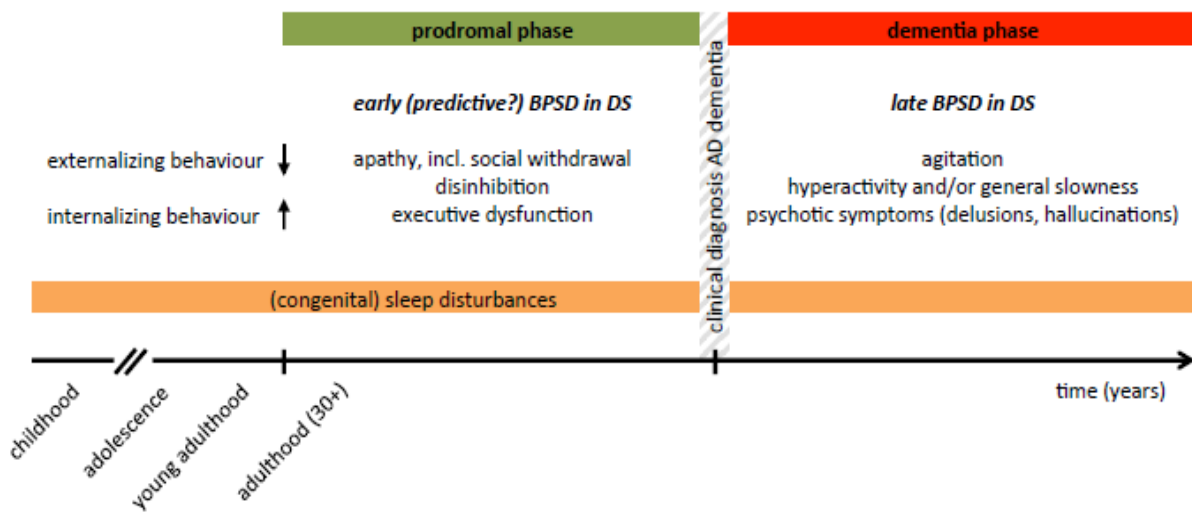 prodromal phase
dementia phase
early (predictive?) BPSD in DS
late BPSD in DS
externalizing behaviour
internalizing behaviour
apathy, incl. social withdrawal
disinhibition
executive dysfunction
clinical diagnosis AD dementia
agitation
hyperactivity and/or general slowness
psychotic symptoms (delusions, hallucinations)
(congenital) sleep disturbances
time (years)
childhood
adolescence
young adulthood
adulthood (30+)